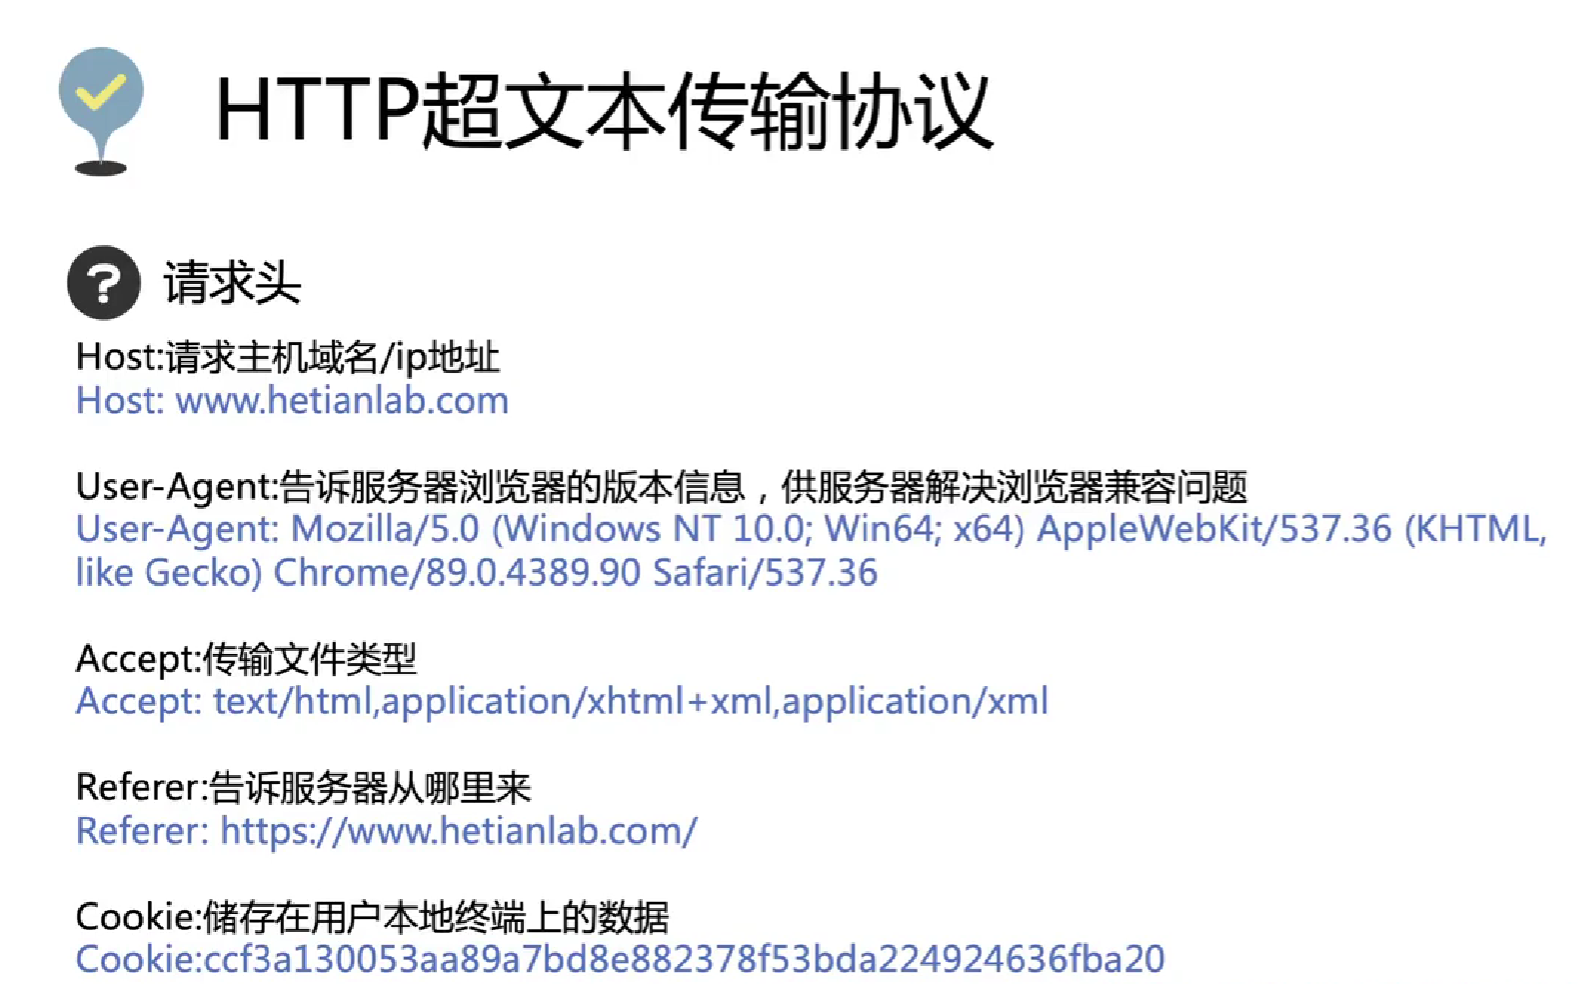 HTTP超文本传输协议
请求头
Host:请求主机域名/ip地址
Host: www.hetianlab.com
User-Agent:告诉服务器浏览器的版本信息，供服务器解决浏览器兼容问题
User-Agent: Mozilla/5.0 (Windows NT 10.0; Win64; x64) AppleWebKit/537.36 (KHTML,
like Gecko) Chrome/89.0.4389.90 Safari/537.36
Accept:传输文件类型
Accept: text/html,application/xhtml+xml,application/xml
Referer:告诉服务器从哪里来
Referer: https://www.hetianlab.com/
Cookie:储存在用户本地终端上的数据
Cookie:ccf3a130053aa89a7bd8e882378f53bda224924636fba20